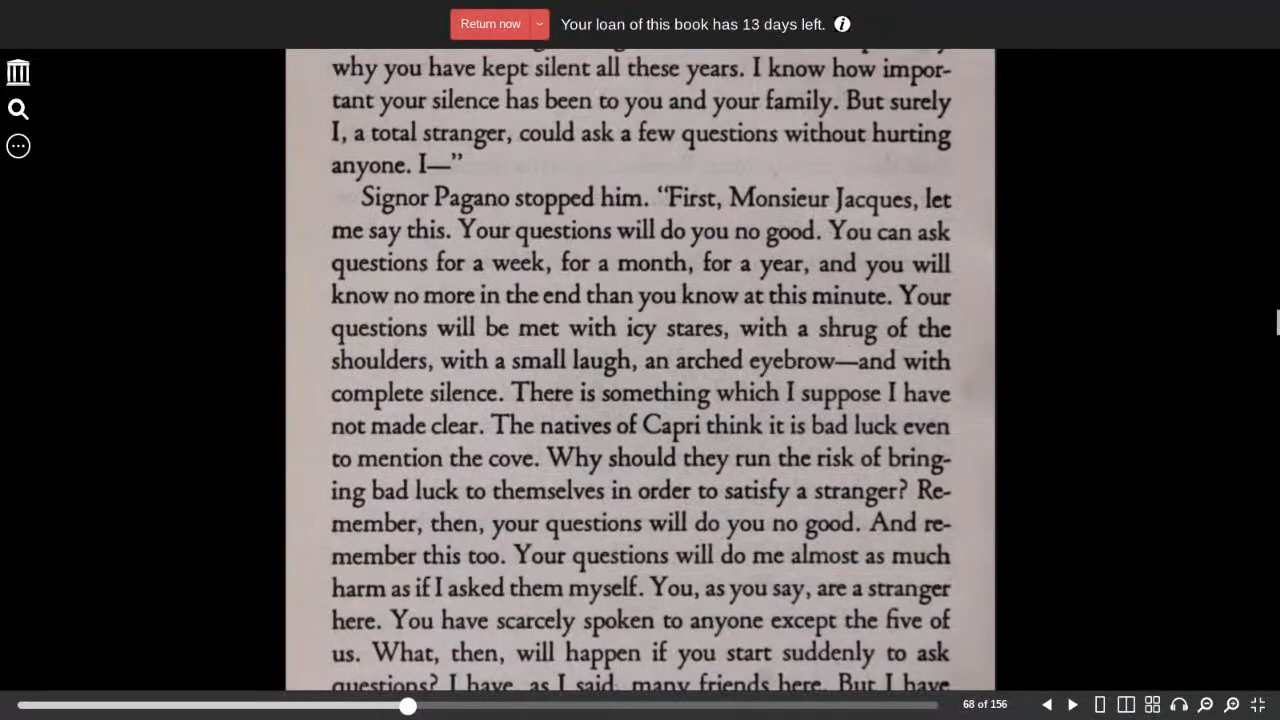 Return now
Your loan of this book has 13 days left.
why you have kept silent all these years. I know how impor-
tant your silence has been to you and your family. But surely
I, a total stranger, could ask a few questions without hurting
anyone. I—”
Signor Pagano stopped him. “First, Monsieur Jacques, let
me say this. Your questions will do you no good. You can ask
questions for a week, for a month, for a year, and you will
know no more in the end than you know at this minute. Your
questions will be met with icy stares, with a shrug of the
shoulders, with a small laugh, an arched eyebrow—and with
complete silence. There is something which I suppose I have
not made clear. The natives of Capri think it is bad luck even
to mention the cove. Why should they run the risk of bring-
ing bad luck to themselves in order to satisfy a stranger? Re-
member, then, your questions will do you no good. And re-
member this too. Your questions will do me almost as much
harm as if I asked them myself. You, as you say, are a stranger
here. You have scarcely spoken to anyone except the five of
us. What, then, will happen if you start suddenly to ask
questions? I have, as I said, many friends here. But I have
68 of 156